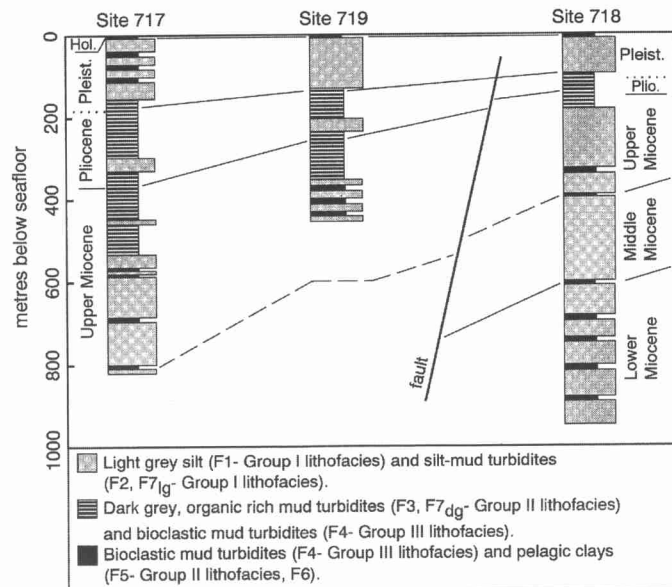 Site 717
Site 719
Site 718
metres below seafloor
0
200
400
600
800
1000
Hol.
Pleist.
Pliocene
Upper Miocene
fault
Pleist.
Plio.
Upper
Miocene
Middle
Miocene
Lower
Miocene
Light grey silt (F1- Group I lithofacies) and silt-mud turbidites
(F2, F7lg- Group I lithofacies).
Dark grey, organic rich mud turbidites (F3, F7dg- Group II lithofacies)
and bioclastic mud turbidites (F4- Group III lithofacies).
Bioclastic mud turbidites (F4- Group III lithofacies) and pelagic clays
(F5- Group II lithofacies, F6).